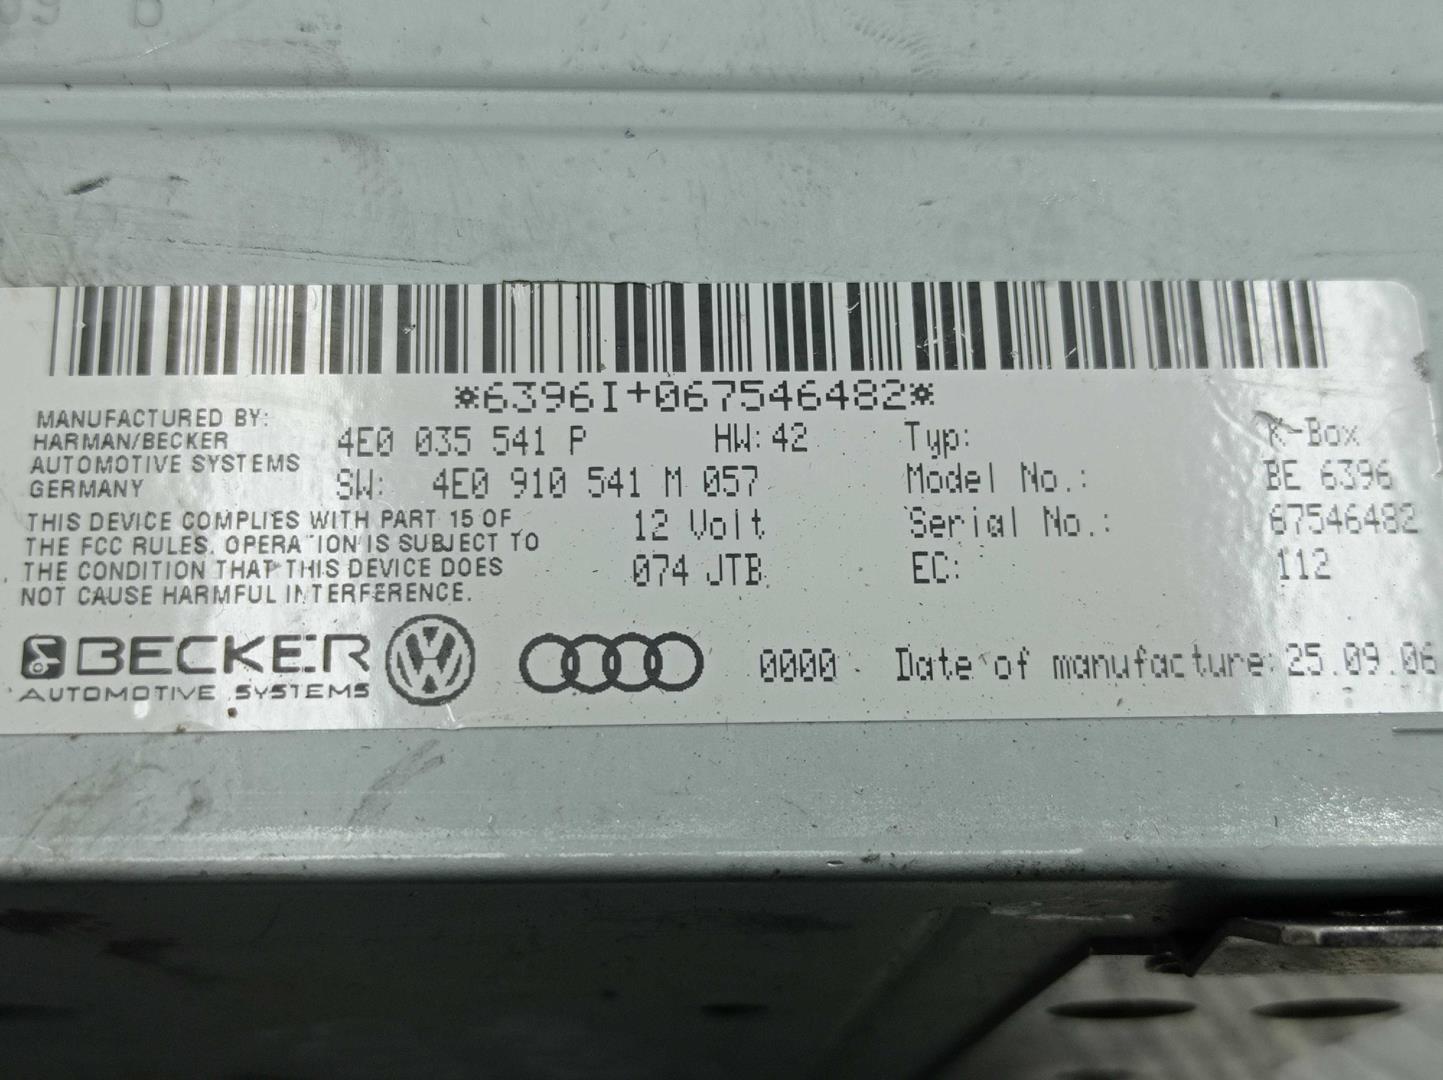 09 b
*6396I+067546482*
MANUFACTURED BY:
HARMAN/BECKER
AUTOMOTIVE SYSTEMS
GERMANY
4E0 035 541 P HW:42
SW: 4E0 910 541 M 057
12 Volt
074 JTB
Typ: K-Box
Model No.: BE 6396
Serial No.: 67546482
EC: 112
THIS DEVICE COMPLIES WITH PART 15 OF
THE FCC RULES. OPERATION IS SUBJECT TO
THE CONDITION THAT THIS DEVICE DOES
NOT CAUSE HARMFUL INTERFERENCE.
BECKER
AUTOMOTIVE SYSTEMS
0000 Date of manufacture: 25.09.06